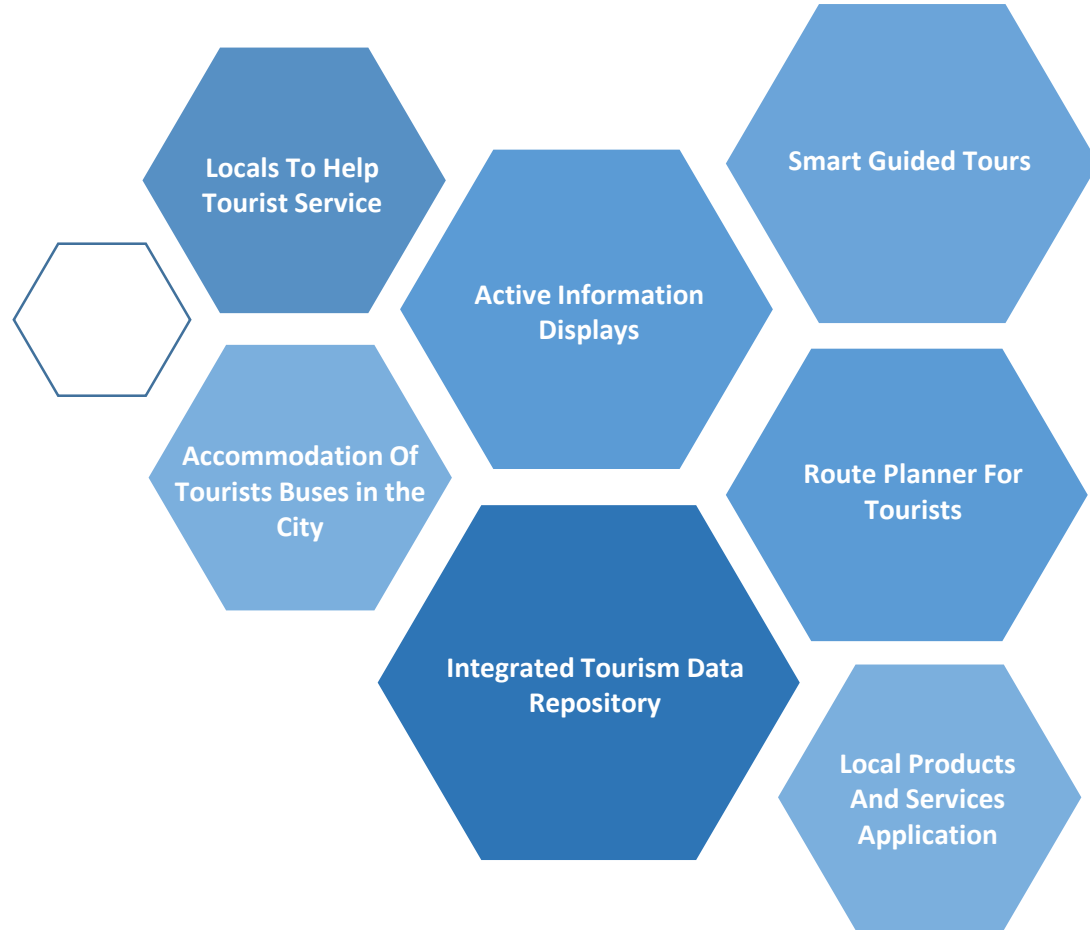 Locals To Help
Tourist Service
Smart Guided Tours
Active Information
Displays
Accommodation Of
Tourists Buses in the
City
Route Planner For
Tourists
Integrated Tourism Data
Repository
Local Products
And Services
Application